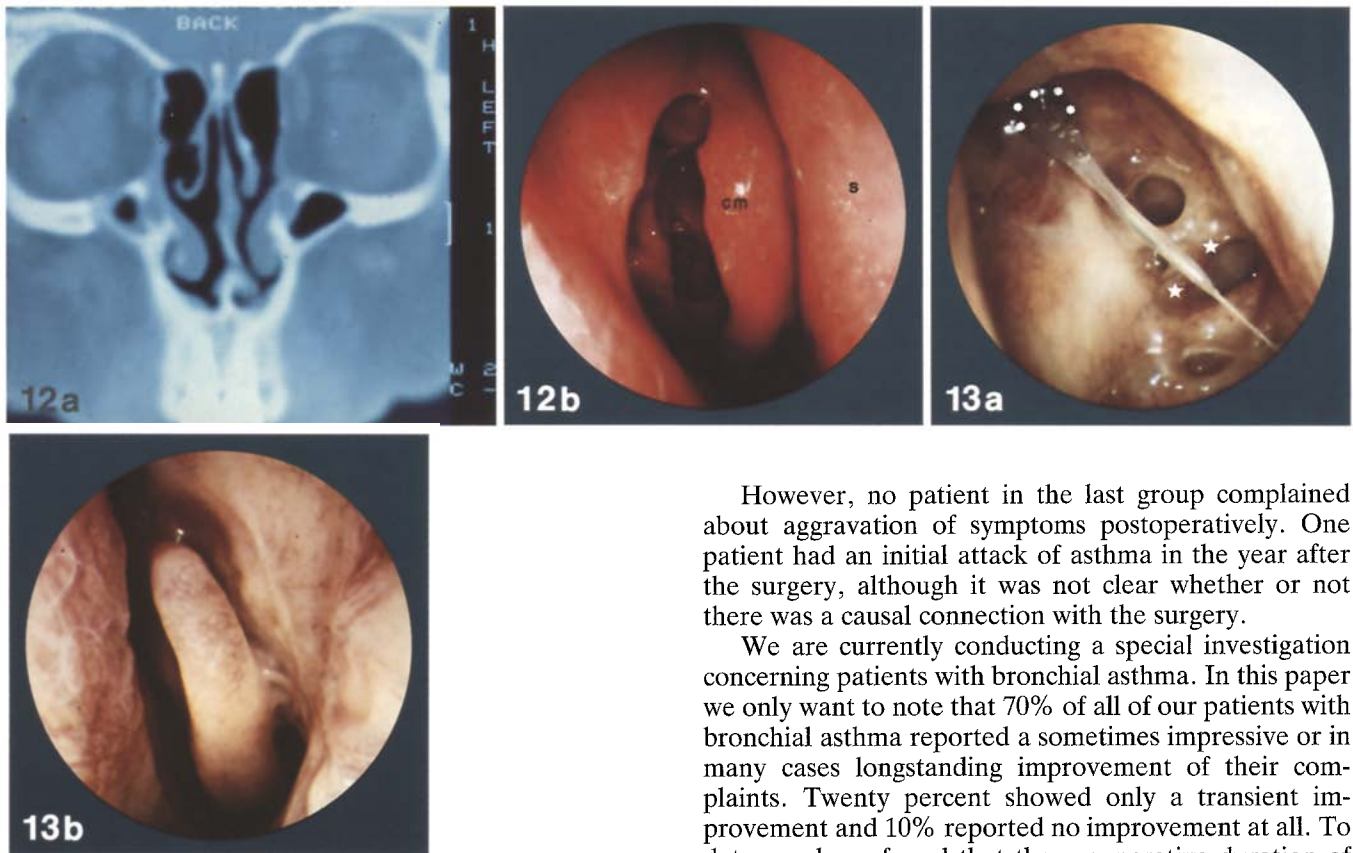 BACK
1
H
L
E
F
T
1
W 2
C -
12a
cm
s
12b
13a
13b
However, no patient in the last group complained
about aggravation of symptoms postoperatively. One
patient had an initial attack of asthma in the year after
the surgery, although it was not clear whether or not
there was a causal connection with the surgery.
We are currently conducting a special investigation
concerning patients with bronchial asthma. In this paper
we only want to note that 70% of all of our patients with
bronchial asthma reported a sometimes impressive or in
many cases longstanding improvement of their com-
plaints. Twenty percent showed only a transient im-
provement and 10% reported no improvement at all. To